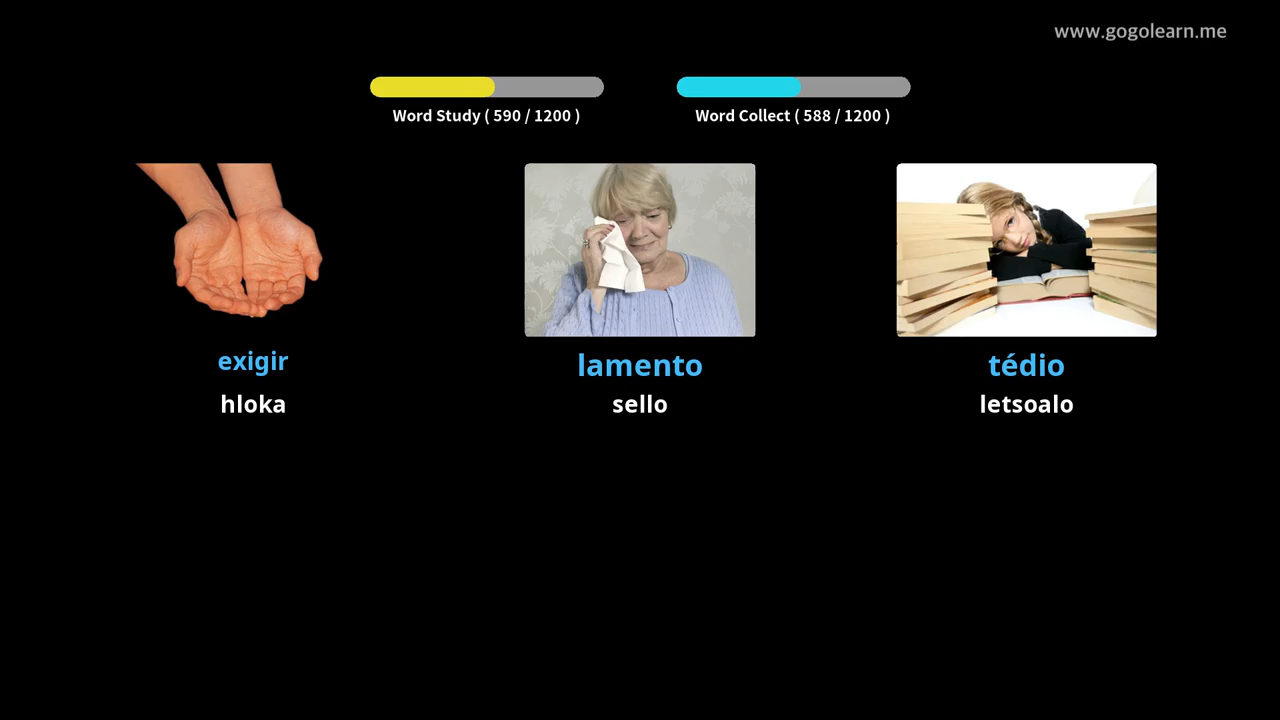 www.gogolearn.me
Word Study ( 590 / 1200 )
Word Collect ( 588 / 1200 )
exigir
hloka
lamento
sello
tédio
letsoalo